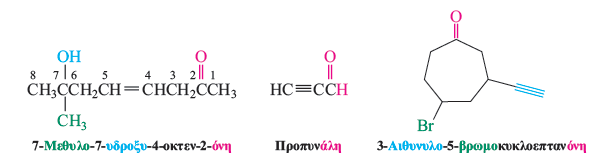 OH O O O
8 7 6 5 4 3 2 1
CH₃CCH₂CH=CHCH₂CCH₃ HC≡CCH
CH₃ Br
7-Μεθυλο-7-υδροξυ-4-οκτεν-2-όνη Προπυνάλη 3-Αιθυνυλο-5-βρωμοκυκλοεπτανόνη